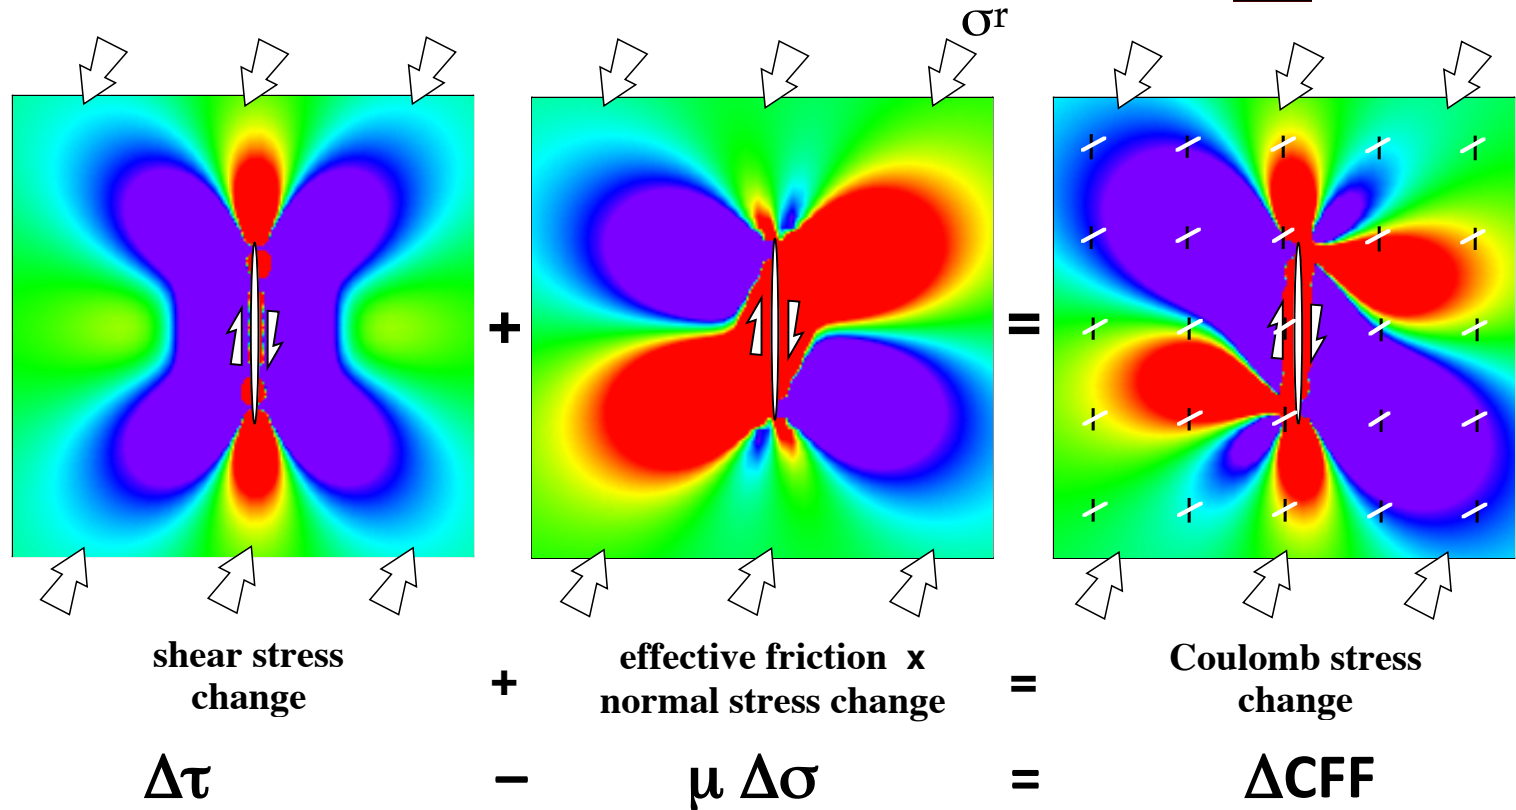 σʳ
+ =
shear stress change + effective friction x normal stress change = Coulomb stress change
Δτ − μ Δσ = ΔCFF